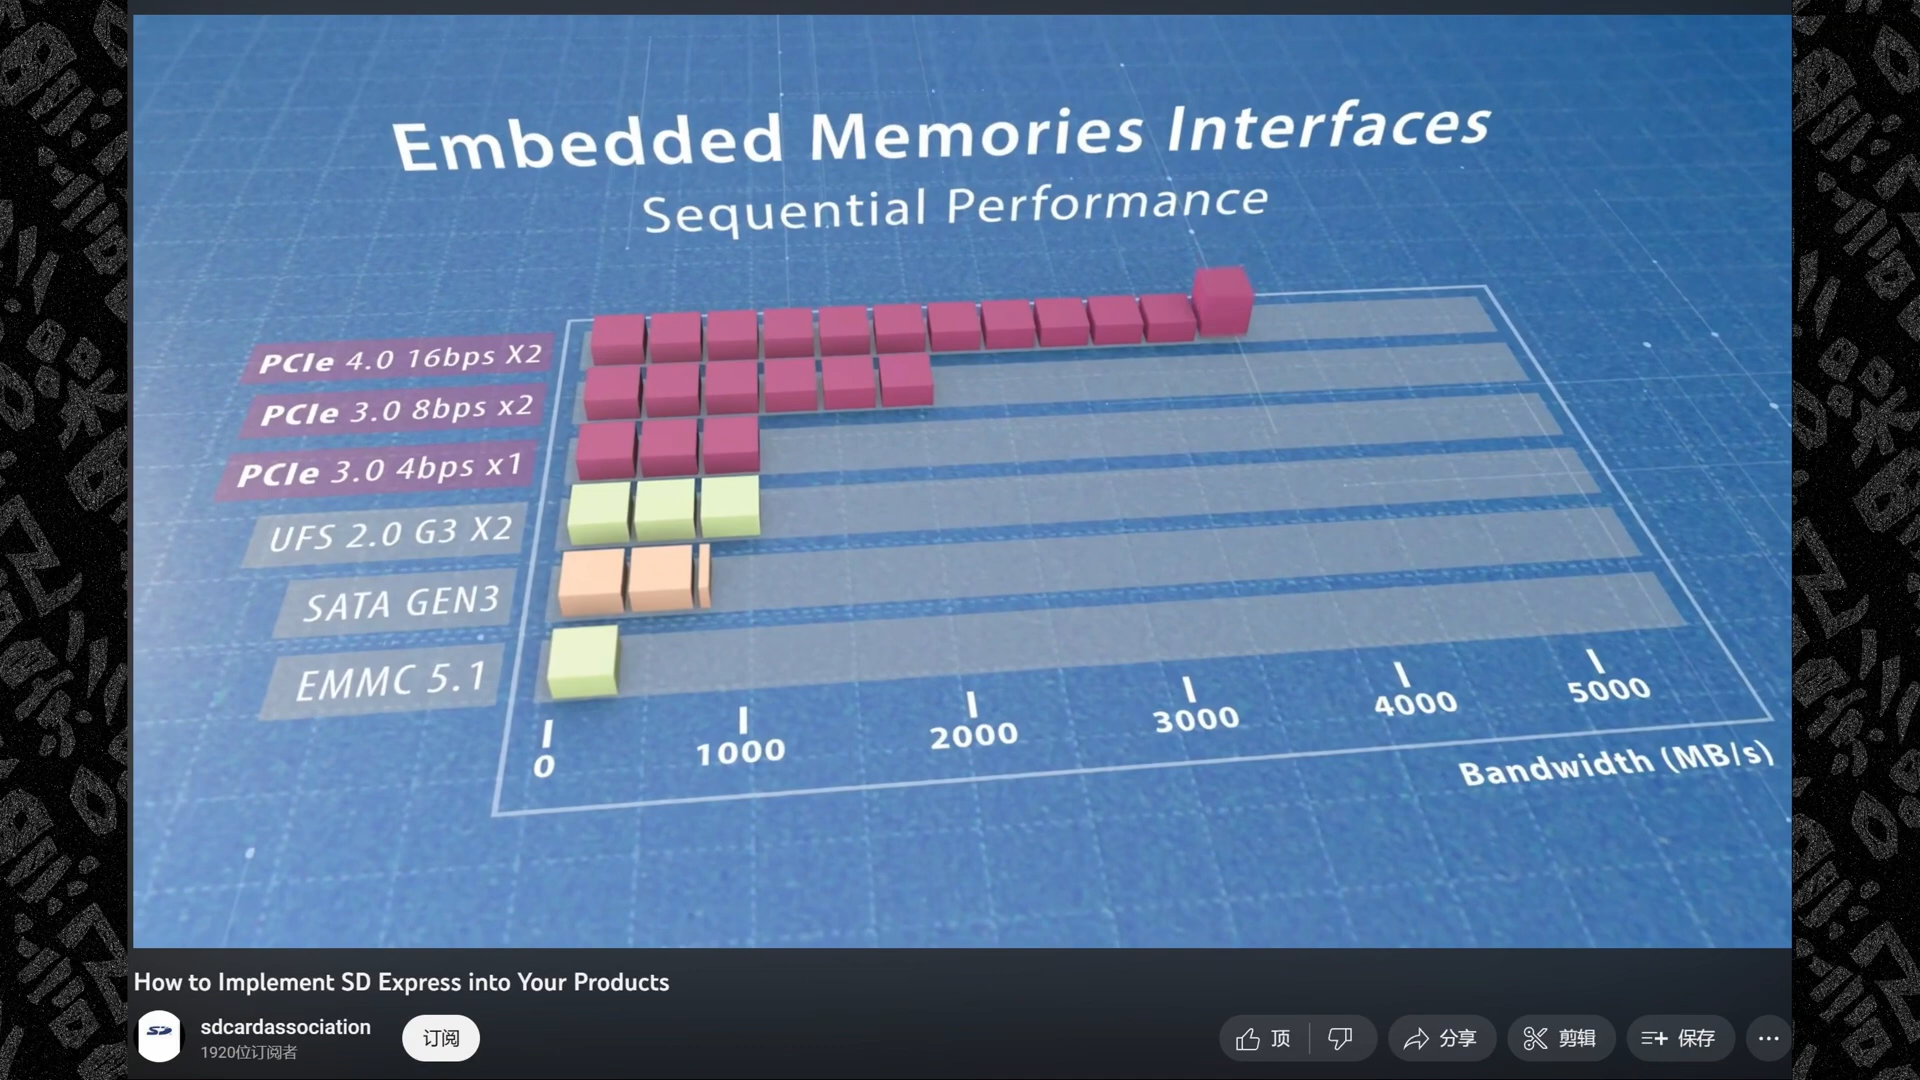 Embedded Memories Interfaces
Sequential Performance
PCIe 4.0 16bps X2
PCIe 3.0 8bps x2
PCIe 3.0 4bps x1
UFS 2.0 G3 X2
SATA GEN3
EMMC 5.1
0 1000 2000 3000 4000 5000
Bandwidth (MB/s)
How to Implement SD Express into Your Products
SD
sdcardassociation
1920位订阅者
订阅
顶
分享
剪辑
保存